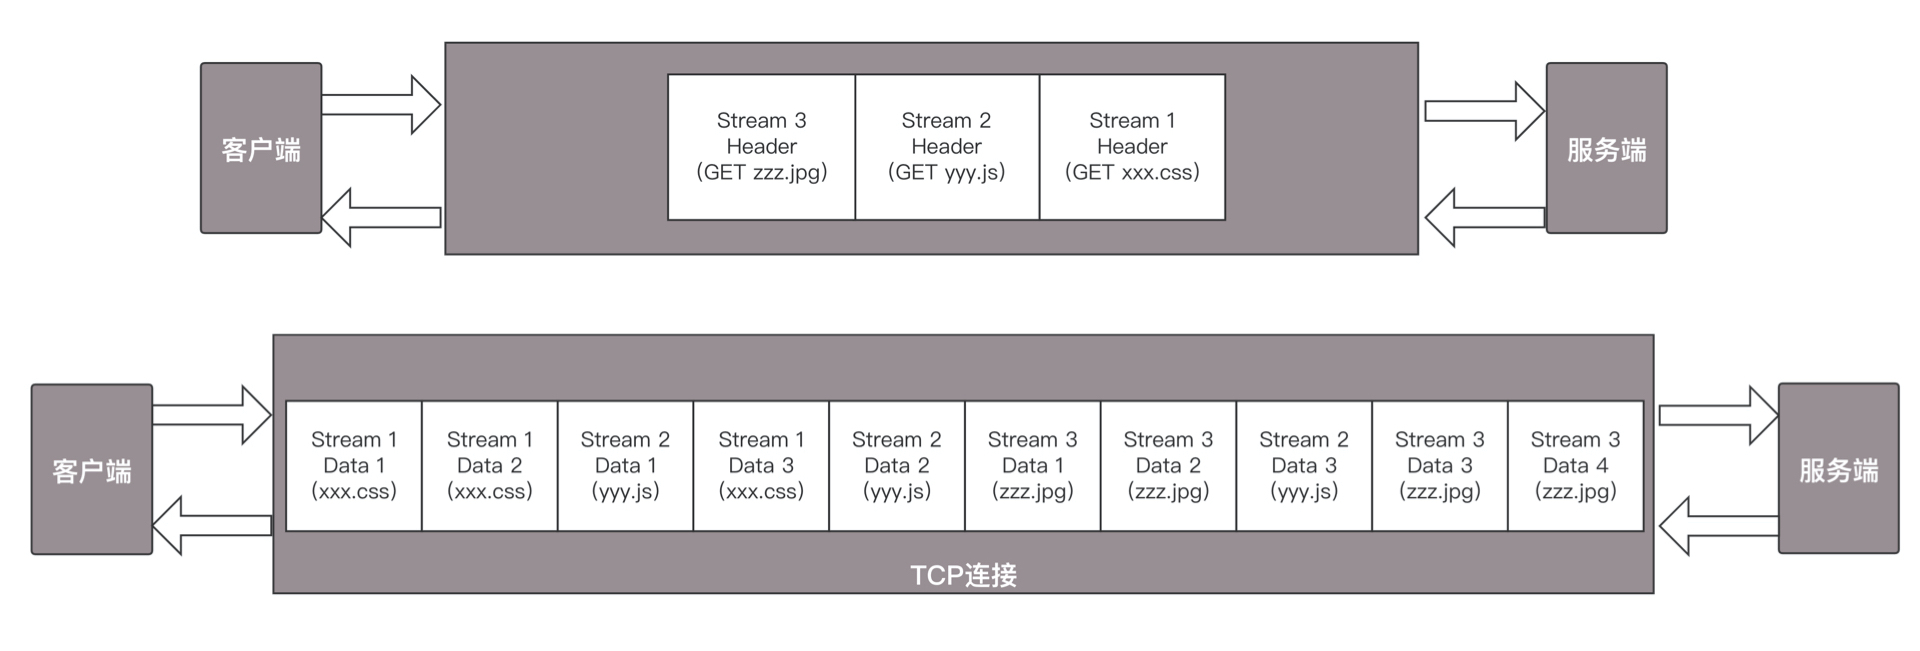 客户端
Stream 3
Header
(GET zzz.jpg)
Stream 2
Header
(GET yyy.js)
Stream 1
Header
(GET xxx.css)
服务端
客户端
Stream 1
Data 1
(xxx.css)
Stream 1
Data 2
(xxx.css)
Stream 2
Data 1
(yyy.js)
Stream 1
Data 3
(xxx.css)
Stream 2
Data 2
(yyy.js)
Stream 3
Data 1
(zzz.jpg)
Stream 3
Data 2
(zzz.jpg)
Stream 2
Data 3
(yyy.js)
Stream 3
Data 3
(zzz.jpg)
Stream 3
Data 4
(zzz.jpg)
服务端
TCP连接